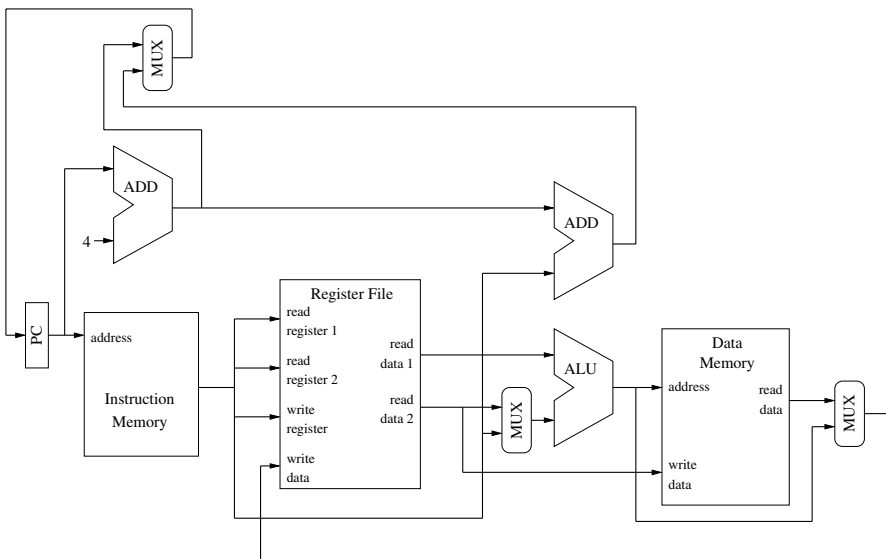 MUX
ADD
4
ADD
PC
address
Instruction
Memory
Register File
read
register 1
read
register 2
write
register
write
data
read
data 1
read
data 2
MUX
ALU
Data
Memory
address
read
data
write
data
MUX